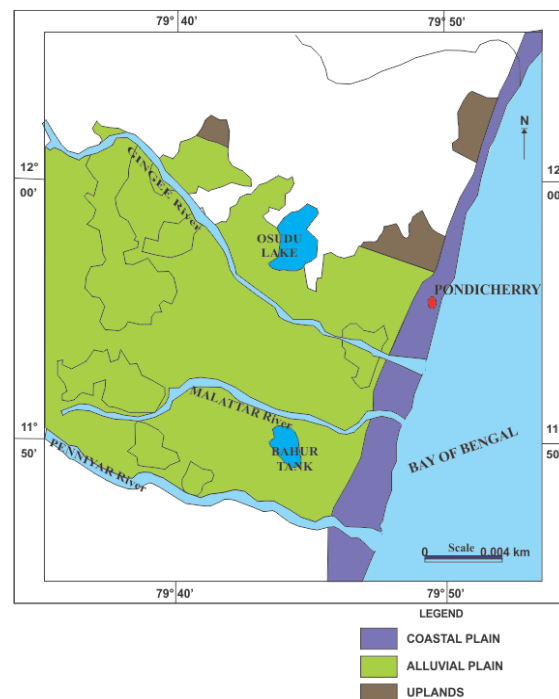 79° 40'
79° 50'
N
12°
00'
12°
00'
GINGEE River
OSUDU
LAKE
PONDICHERRY
MALATTAR River
11°
50'
11°
50'
BAHUR
TANK
BAY OF BENGAL
PENNIYAR River
Scale
0 0.004 km
79° 40'
79° 50'
LEGEND
COASTAL PLAIN
ALLUVIAL PLAIN
UPLANDS